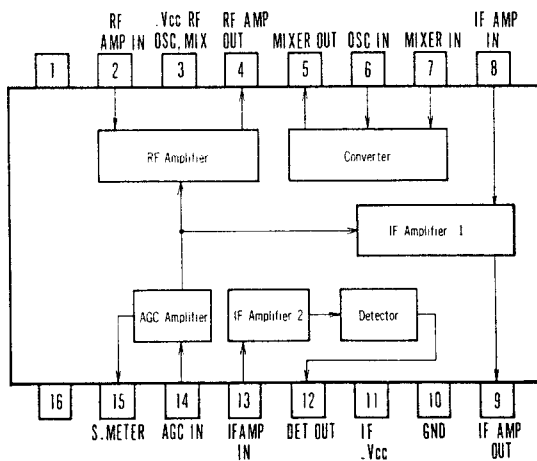 RF AMP IN
.Vcc RF OSC, MIX
RF AMP OUT
MIXER OUT
OSC IN
MIXER IN
IF AMP IN
1
2
3
4
5
6
7
8
RF Amplifier
Converter
IF Amplifier 1
AGC Amplifier
IF Amplifier 2
Detector
16
15
14
13
12
11
10
9
S.METER
AGC IN
IFAMP IN
DET OUT
IF .Vcc
GND
IF AMP OUT